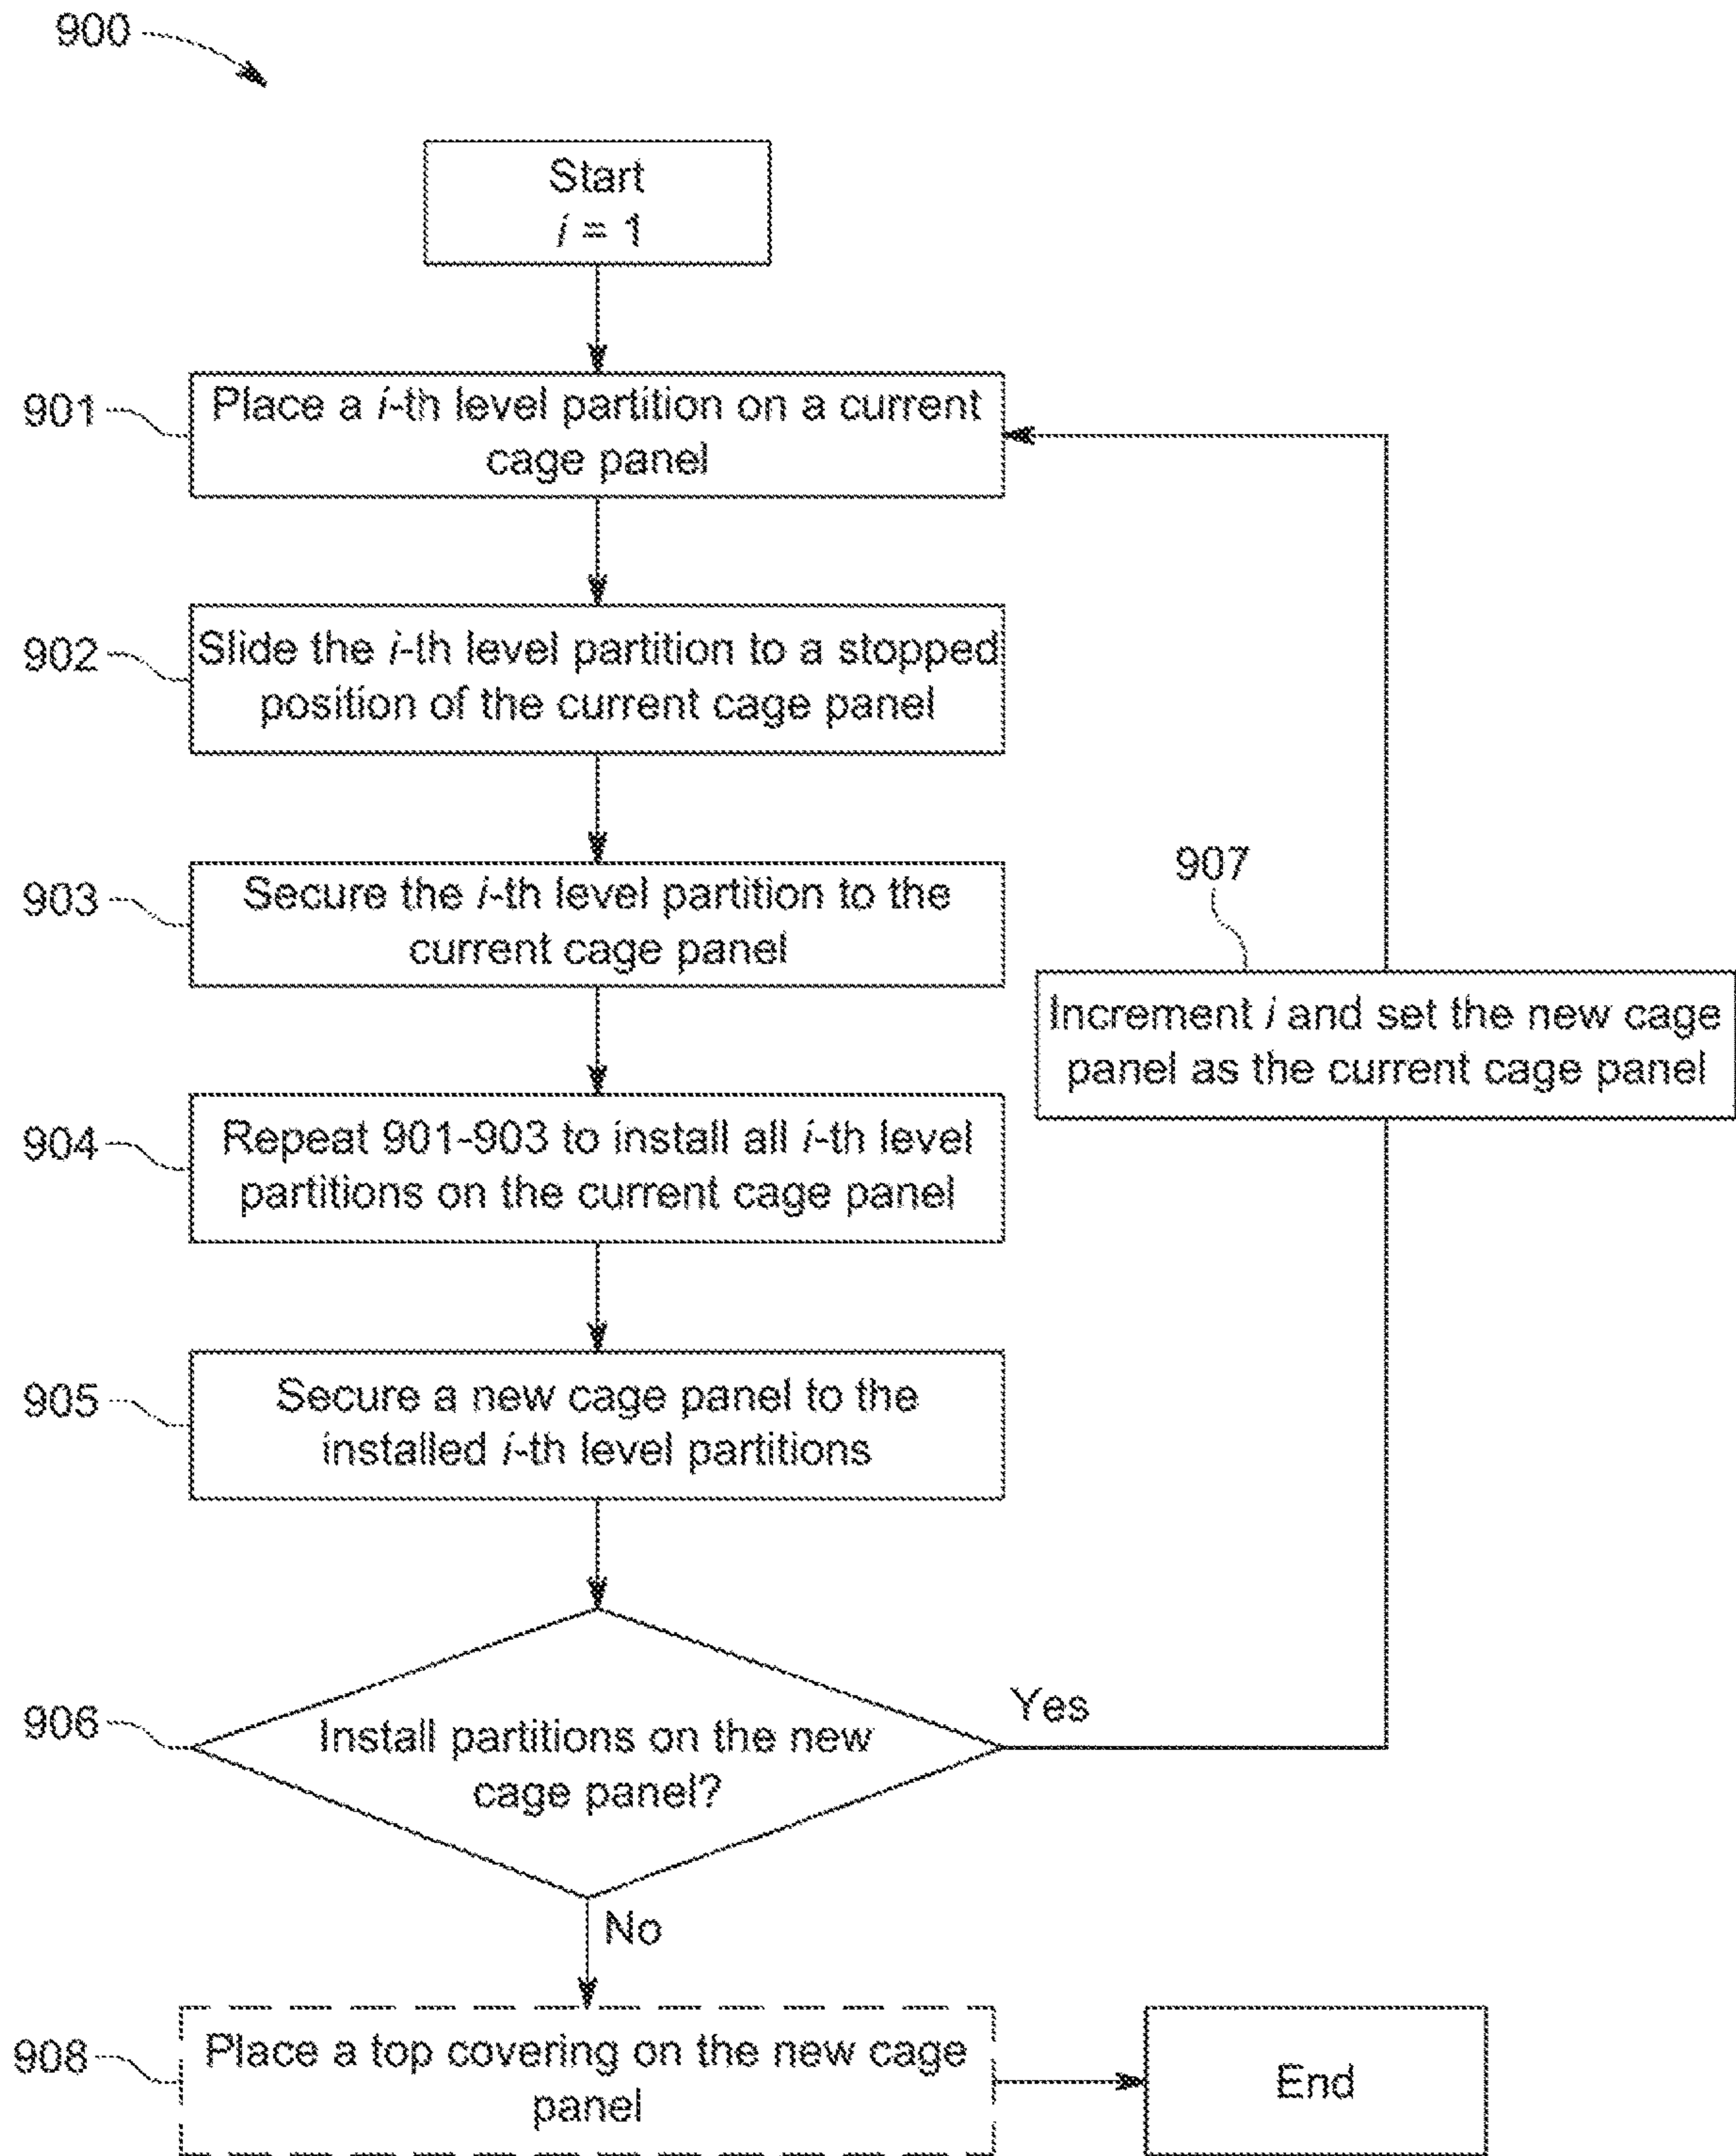 900
Start
i = 1
901
Place a i-th level partition on a current
cage panel
902
Slide the i-th level partition to a stopped
position of the current cage panel
903
Secure the i-th level partition to the
current cage panel
907
Increment i and set the new cage
panel as the current cage panel
904
Repeat 901-903 to install all i-th level
partitions on the current cage panel
905
Secure a new cage panel to the
installed i-th level partitions
906
Install partitions on the new
cage panel?
Yes
No
908
Place a top covering on the new cage
panel
End